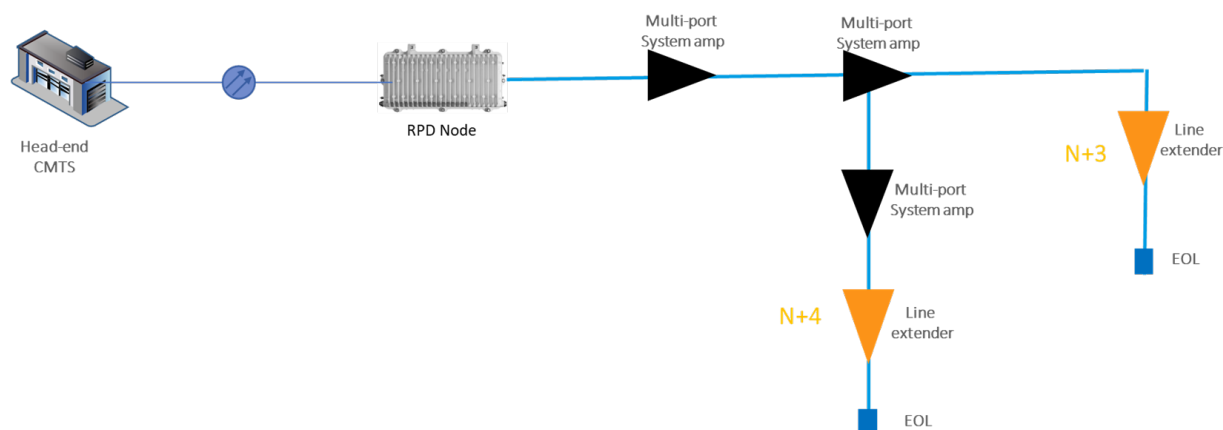 Head-end
CMTS
RPD Node
Multi-port
System amp
Multi-port
System amp
N+3
Line
extender
EOL
Multi-port
System amp
N+4
Line
extender
EOL